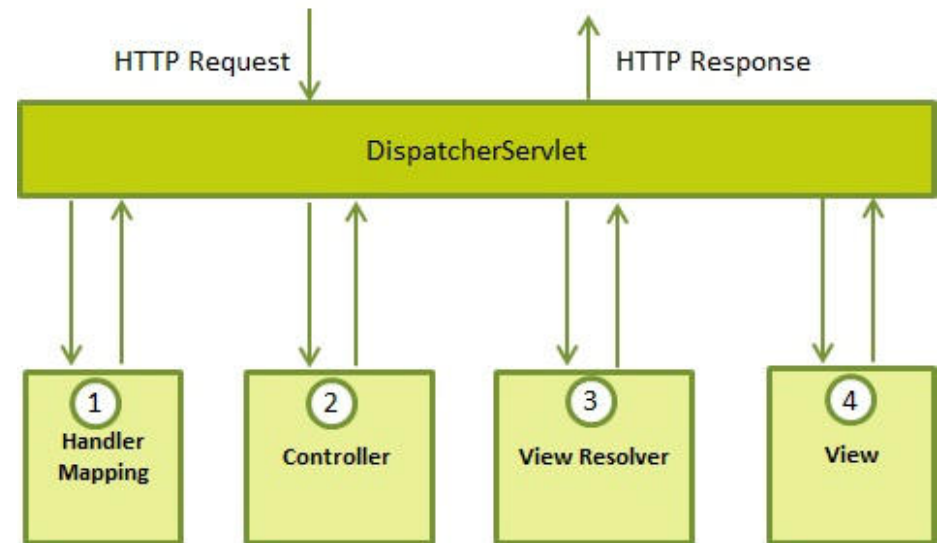 HTTP Request
HTTP Response
DispatcherServlet
1
Handler
Mapping
2
Controller
3
View Resolver
4
View